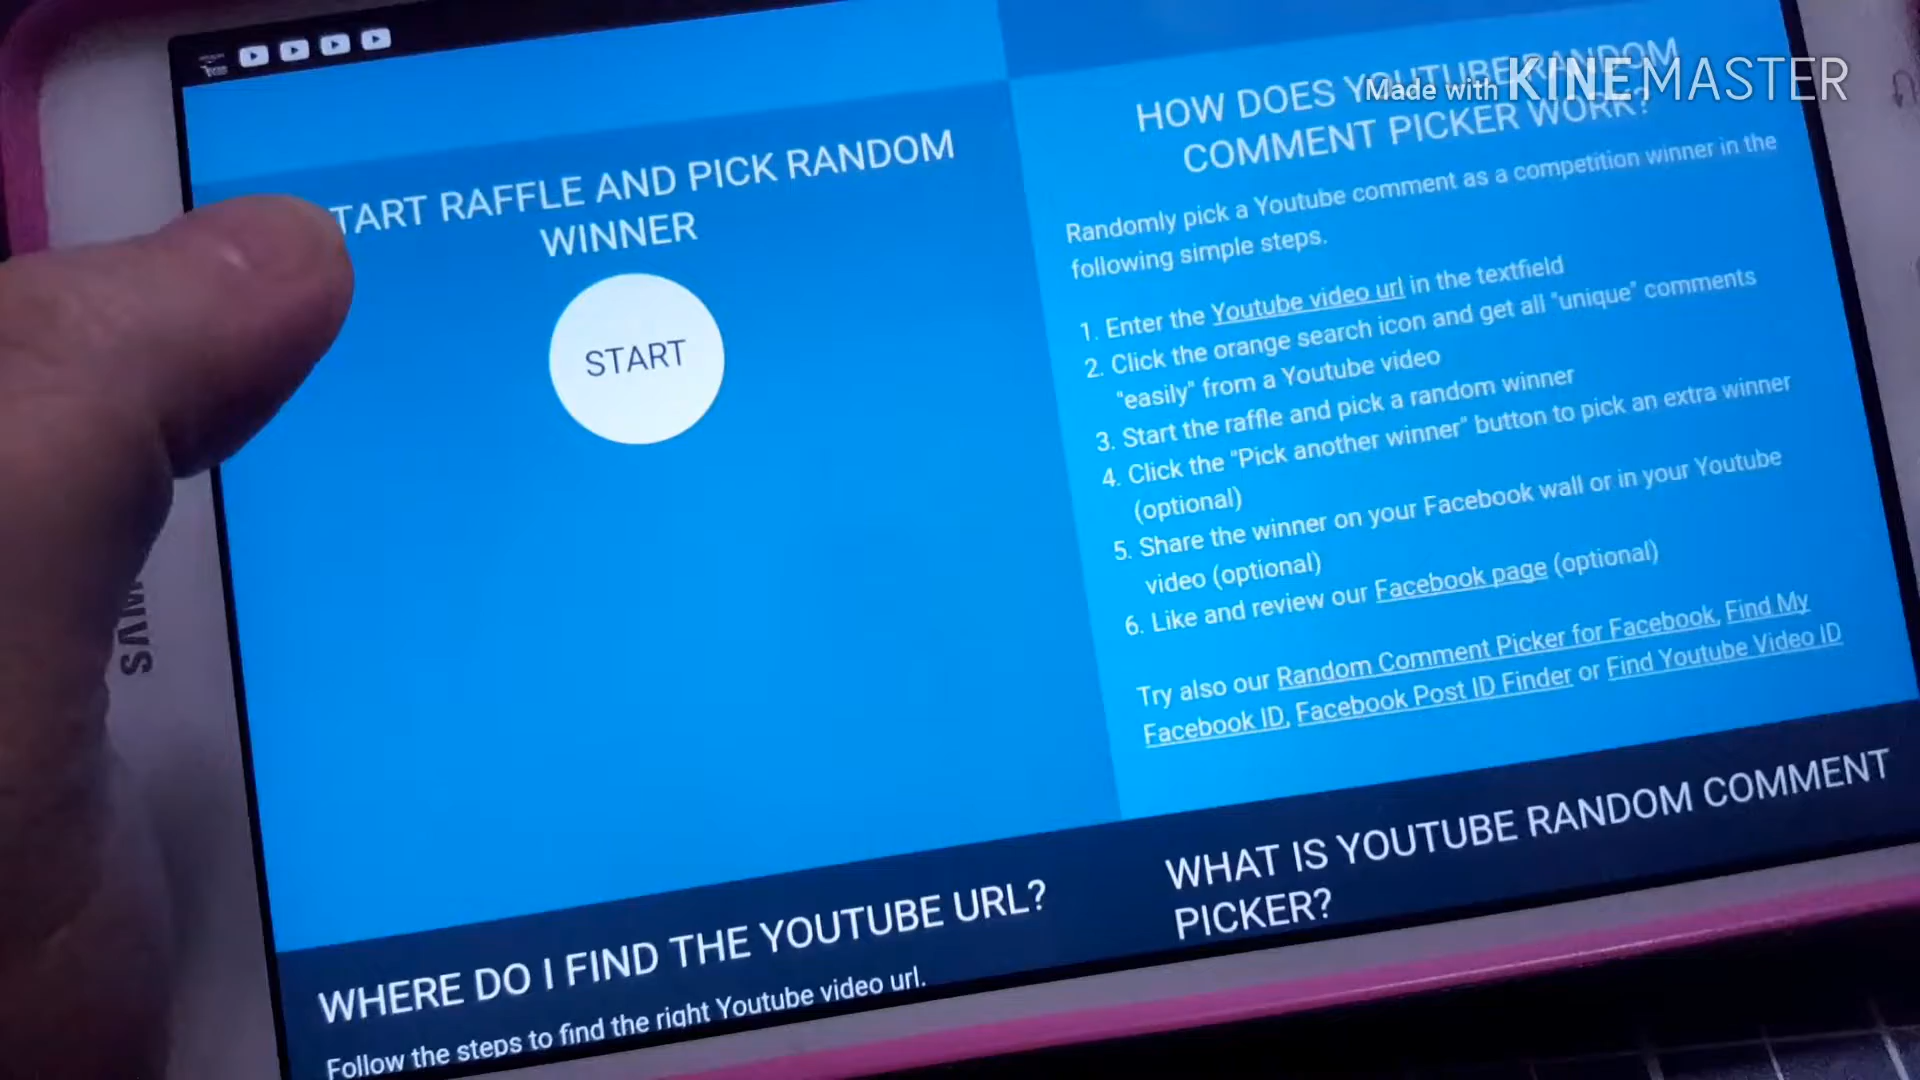 Made with KINEMASTER
TART RAFFLE AND PICK RANDOM
WINNER
START
HOW DOES YOUTUBE RANDOM
COMMENT PICKER WORK?
Randomly pick a Youtube comment as a competition winner in the
following simple steps.
1. Enter the Youtube video url in the textfield
2. Click the orange search icon and get all "unique" comments
"easily" from a Youtube video
3. Start the raffle and pick a random winner
4. Click the "Pick another winner" button to pick an extra winner
(optional)
5. Share the winner on your Facebook wall or in your Youtube
video (optional)
6. Like and review our Facebook page (optional)
Try also our Random Comment Picker for Facebook, Find My
Facebook ID, Facebook Post ID Finder or Find Youtube Video ID
WHERE DO I FIND THE YOUTUBE URL?
Follow the steps to find the right Youtube video url.
WHAT IS YOUTUBE RANDOM COMMENT
PICKER?